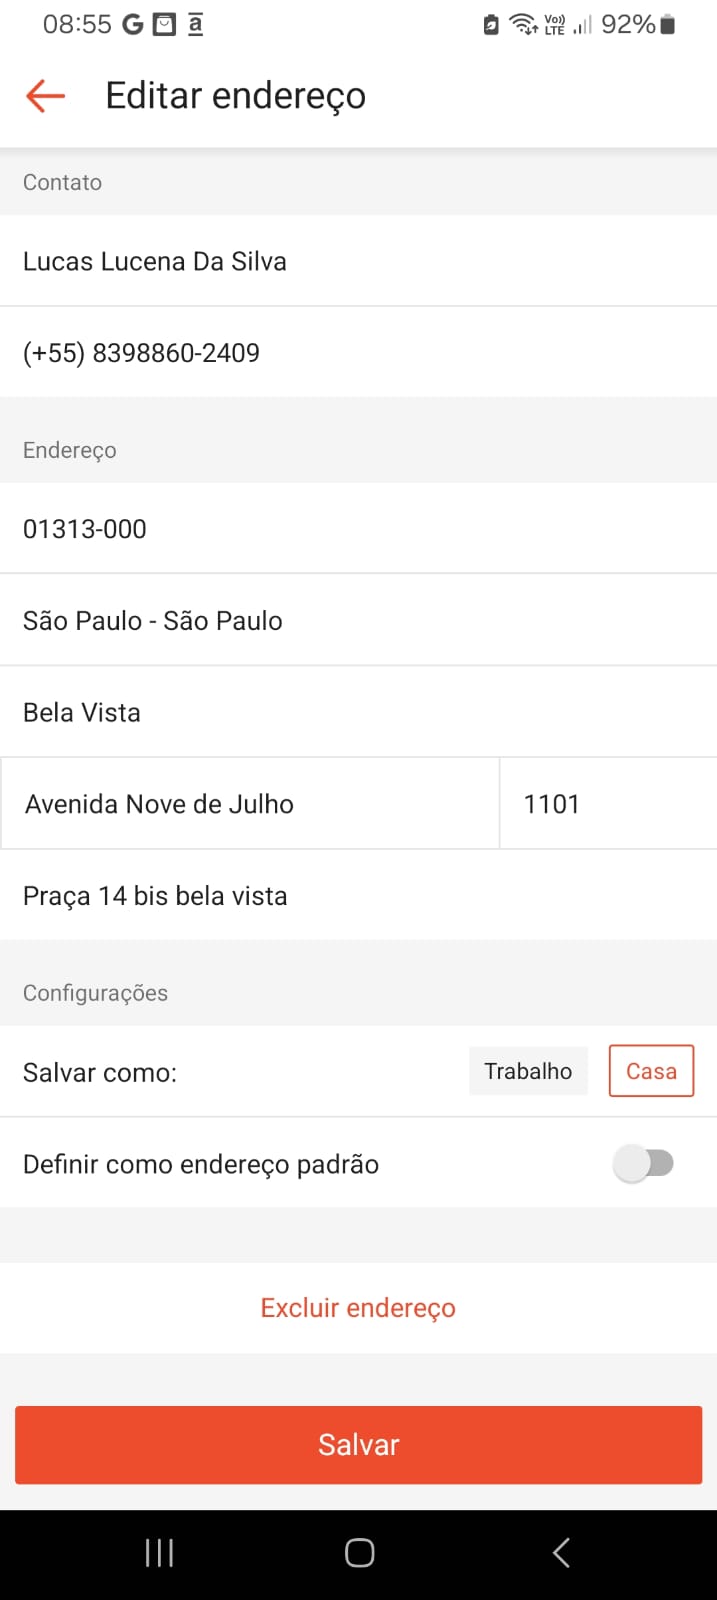 08:55 G a 92%
Vo))
LTE
Editar endereço
Contato
Lucas Lucena Da Silva
(+55) 8398860-2409
Endereço
01313-000
São Paulo - São Paulo
Bela Vista
Avenida Nove de Julho 1101
Praça 14 bis bela vista
Configurações
Salvar como: Trabalho Casa
Definir como endereço padrão
Excluir endereço
Salvar